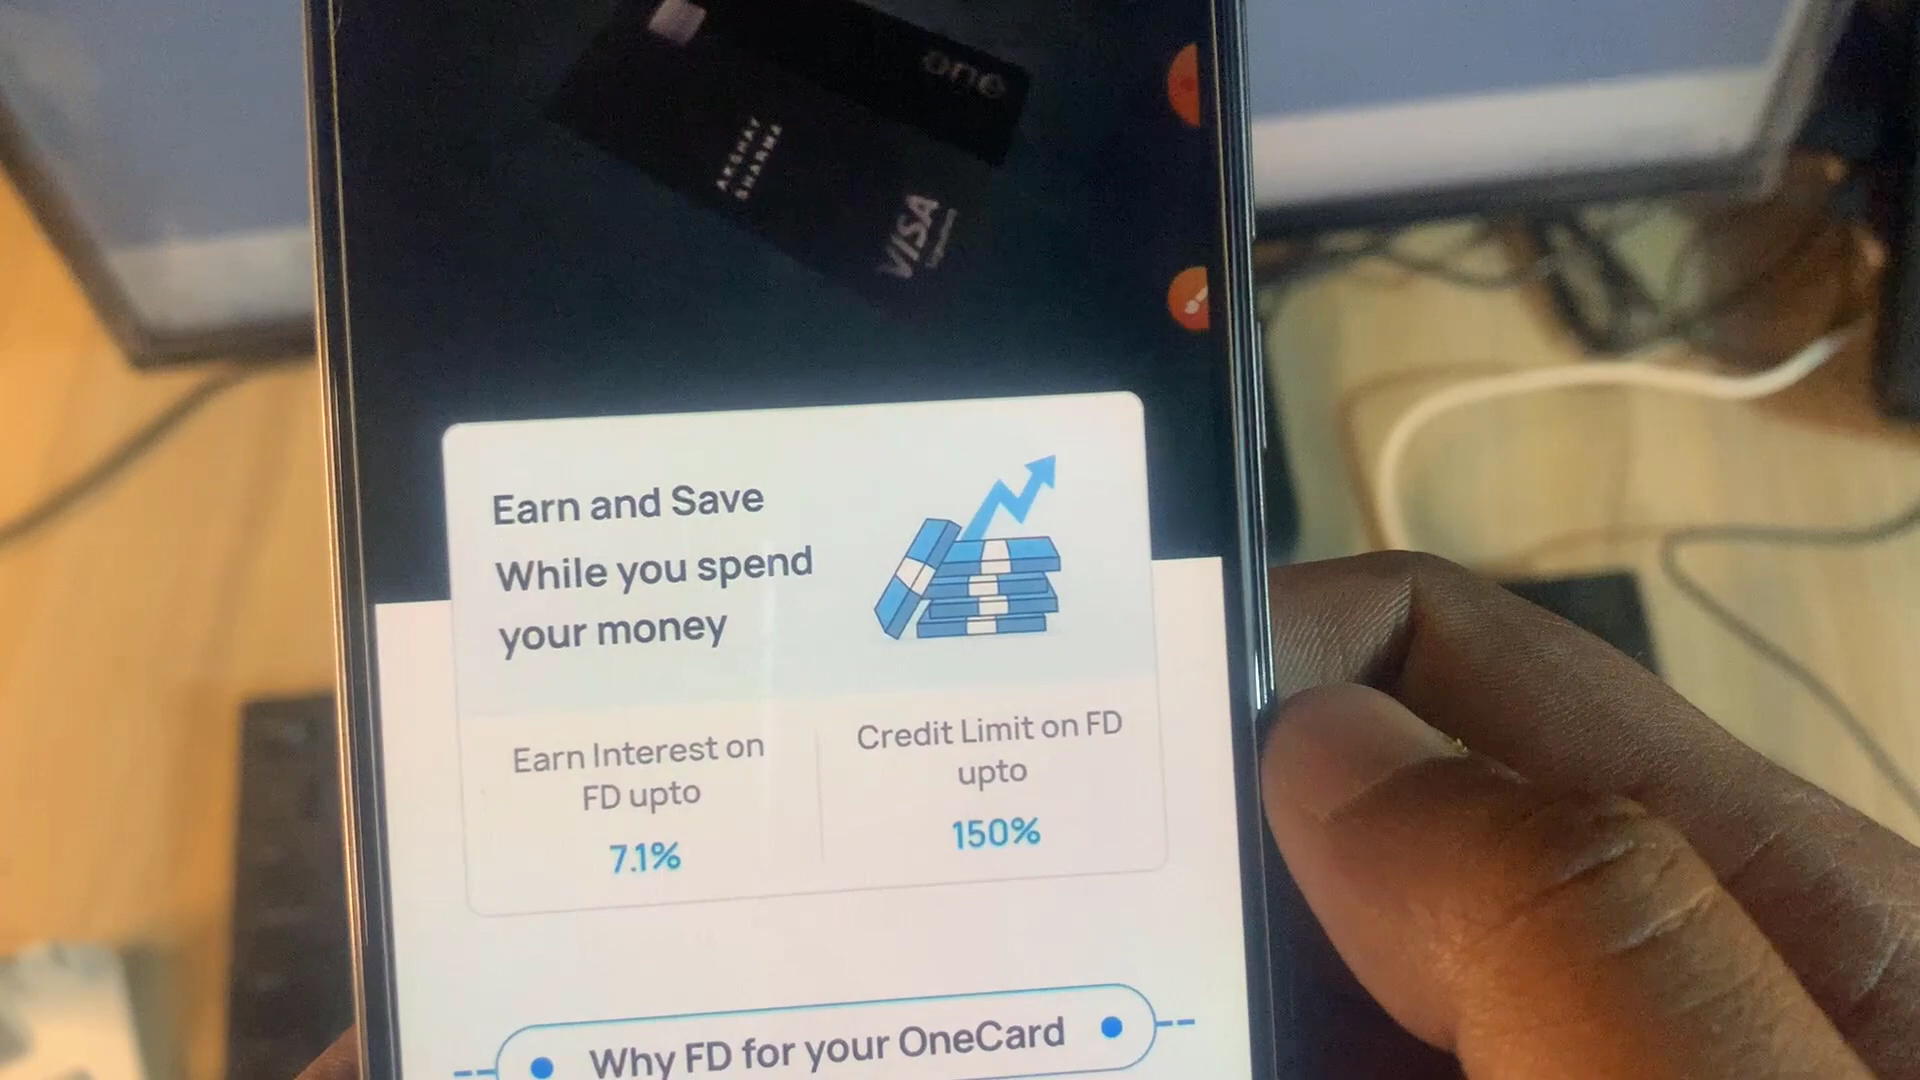 one
AKSHAY
SHARMA
VISA
Earn and Save
While you spend
your money
Earn Interest on
FD upto
7.1%
Credit Limit on FD
upto
150%
Why FD for your OneCard